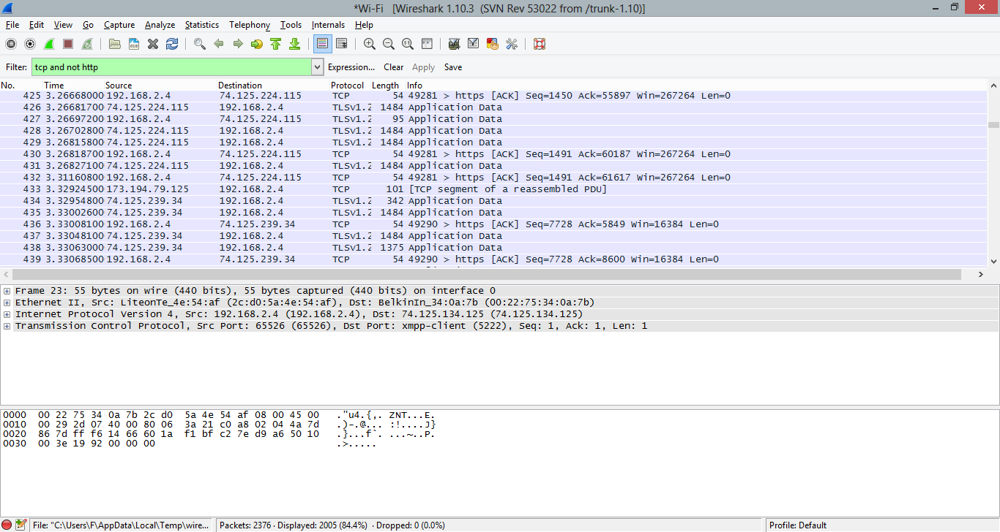 *Wi-Fi [Wireshark 1.10.3 (SVN Rev 53022 from /trunk-1.10)]
File Edit View Go Capture Analyze Statistics Telephony Tools Internals Help
Filter: tcp and not http Expression... Clear Apply Save
No. Time Source Destination Protocol Length Info
425 3.26668000 192.168.2.4 74.125.224.115 TCP 54 49281 > https [ACK] Seq=1450 Ack=55897 Win=267264 Len=0
426 3.26681700 74.125.224.115 192.168.2.4 TLSv1.2 1484 Application Data
427 3.26697200 192.168.2.4 74.125.224.115 TLSv1.2 95 Application Data
428 3.26702800 74.125.224.115 192.168.2.4 TLSv1.2 1484 Application Data
429 3.26815800 74.125.224.115 192.168.2.4 TLSv1.2 1484 Application Data
430 3.26818700 192.168.2.4 74.125.224.115 TCP 54 49281 > https [ACK] Seq=1491 Ack=60187 Win=267264 Len=0
431 3.26827100 74.125.224.115 192.168.2.4 TLSv1.2 1484 Application Data
432 3.31160800 192.168.2.4 74.125.224.115 TCP 54 49281 > https [ACK] Seq=1491 Ack=61617 Win=267264 Len=0
433 3.32924500 173.194.79.125 192.168.2.4 TCP 101 [TCP segment of a reassembled PDU]
434 3.32954800 74.125.239.34 192.168.2.4 TLSv1.2 342 Application Data
435 3.33002600 74.125.239.34 192.168.2.4 TLSv1.2 1484 Application Data
436 3.33008100 192.168.2.4 74.125.239.34 TCP 54 49290 > https [ACK] Seq=7728 Ack=5849 Win=16384 Len=0
437 3.33048100 74.125.239.34 192.168.2.4 TLSv1.2 1484 Application Data
438 3.33063000 74.125.239.34 192.168.2.4 TLSv1.2 1375 Application Data
439 3.33068500 192.168.2.4 74.125.239.34 TCP 54 49290 > https [ACK] Seq=7728 Ack=8600 Win=16384 Len=0
Frame 23: 55 bytes on wire (440 bits), 55 bytes captured (440 bits) on interface 0
Ethernet II, Src: LiteonTe_4e:54:af (2c:d0:5a:4e:54:af), Dst: BelkinIn_34:0a:7b (00:22:75:34:0a:7b)
Internet Protocol Version 4, Src: 192.168.2.4 (192.168.2.4), Dst: 74.125.134.125 (74.125.134.125)
Transmission Control Protocol, Src Port: 65526 (65526), Dst Port: xmpp-client (5222), Seq: 1, Ack: 1, Len: 1
0000 00 22 75 34 0a 7b 2c d0 5a 4e 54 af 08 00 45 00 ."u4.{,. ZNT...E.
0010 00 29 2d 07 40 00 80 06 3a 21 c0 a8 02 04 4a 7d .)-.@... :!....J}
0020 86 7d ff f6 14 66 60 1a f1 bf c2 7e d9 a6 50 10 .}...f`. ...~..P.
0030 00 3e 19 92 00 00 00 .>.....
File: "C:\Users\F\AppData\Local\Temp\wire... Packets: 2376 · Displayed: 2005 (84.4%) · Dropped: 0 (0.0%) Profile: Default